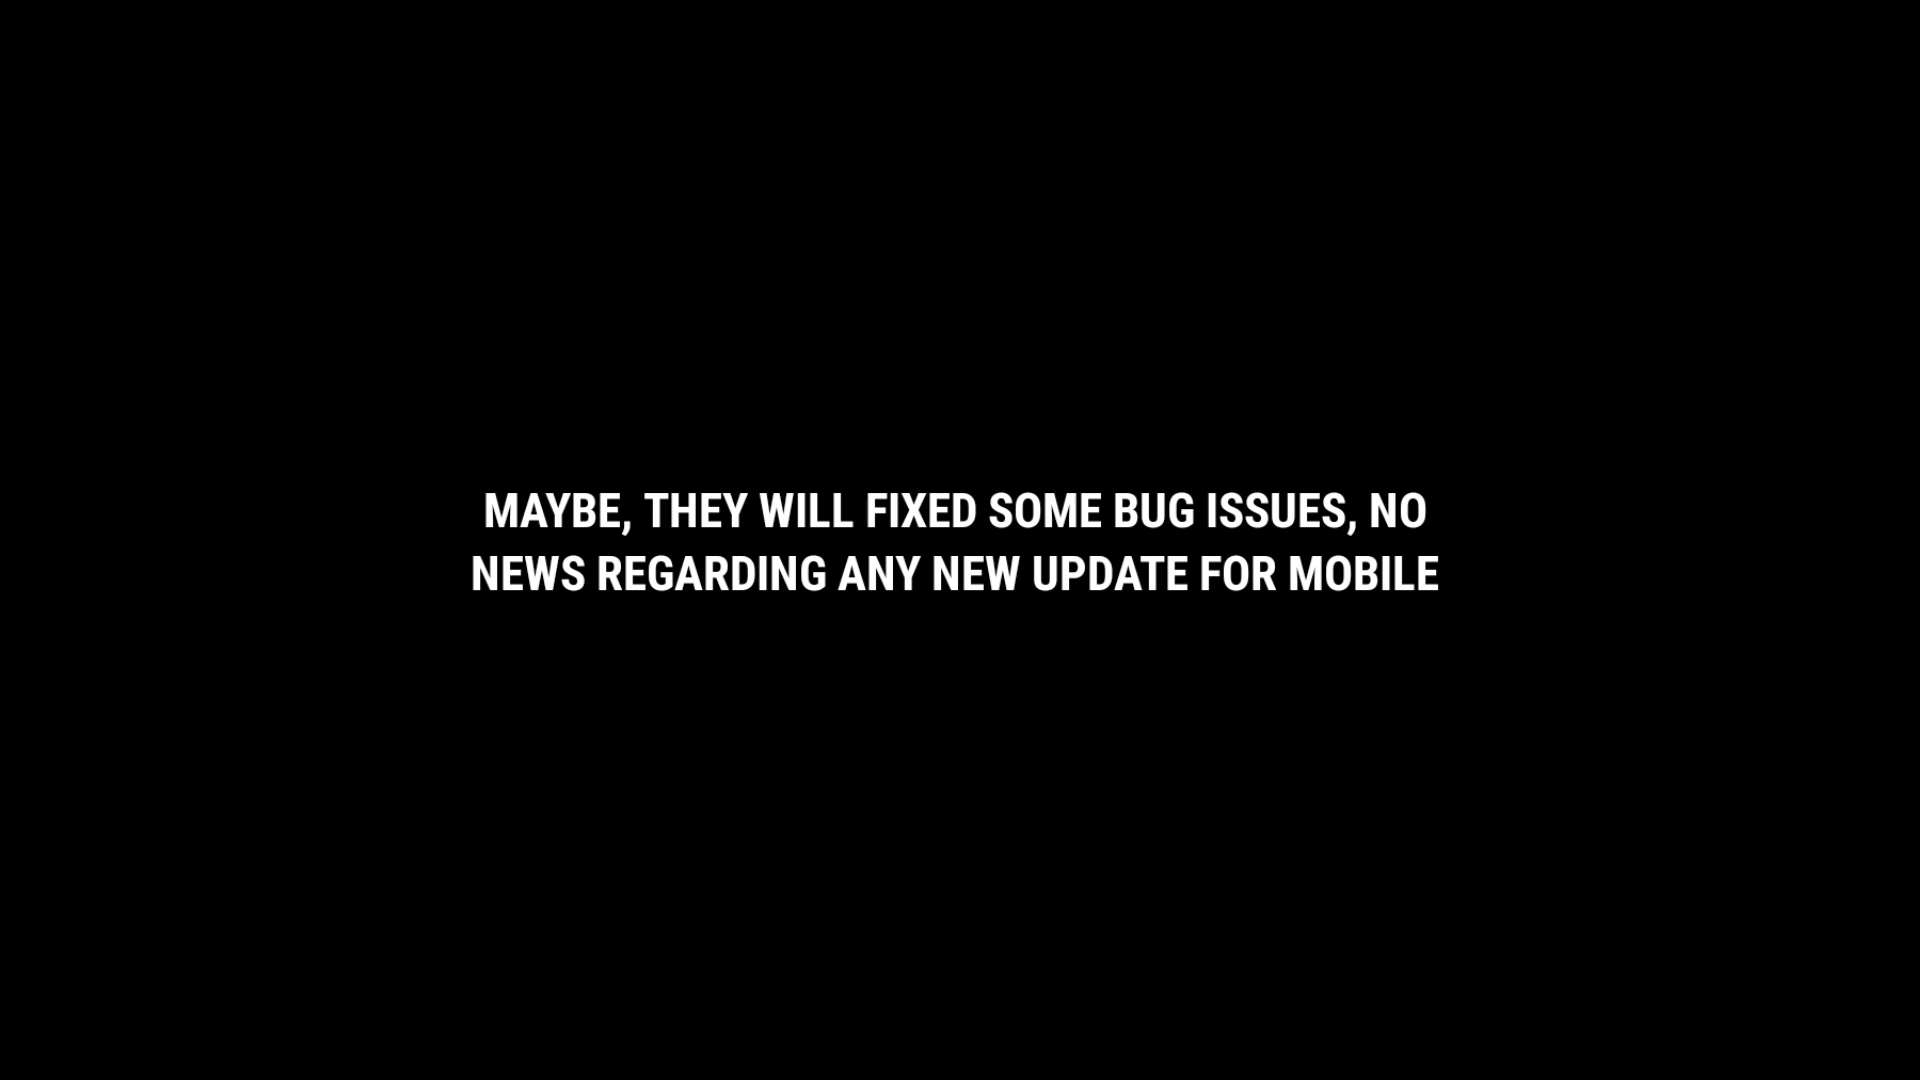 MAYBE, THEY WILL FIXED SOME BUG ISSUES, NO
NEWS REGARDING ANY NEW UPDATE FOR MOBILE